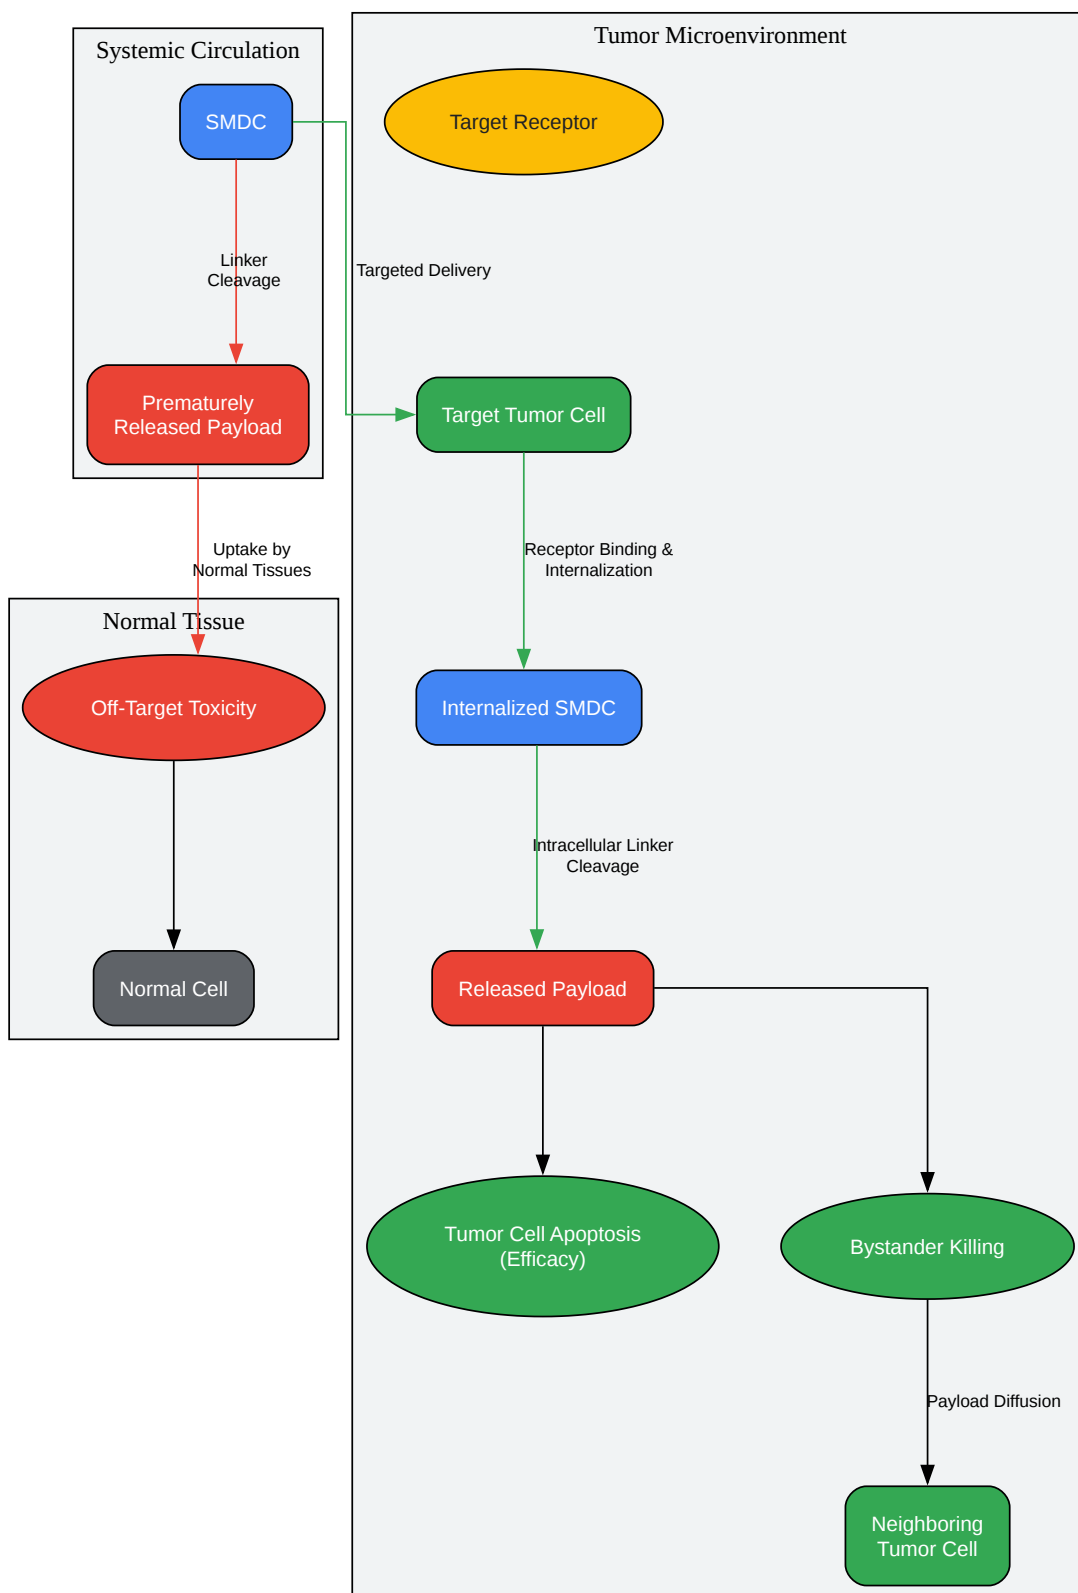 Systemic Circulation
SMDC
Linker
Cleavage
Prematurely
Released Payload
Uptake by
Normal Tissues
Normal Tissue
Off-Target Toxicity
Normal Cell
Tumor Microenvironment
Target Receptor
Targeted Delivery
Target Tumor Cell
Receptor Binding &
Internalization
Internalized SMDC
Intracellular Linker
Cleavage
Released Payload
Tumor Cell Apoptosis
(Efficacy)
Bystander Killing
Payload Diffusion
Neighboring
Tumor Cell